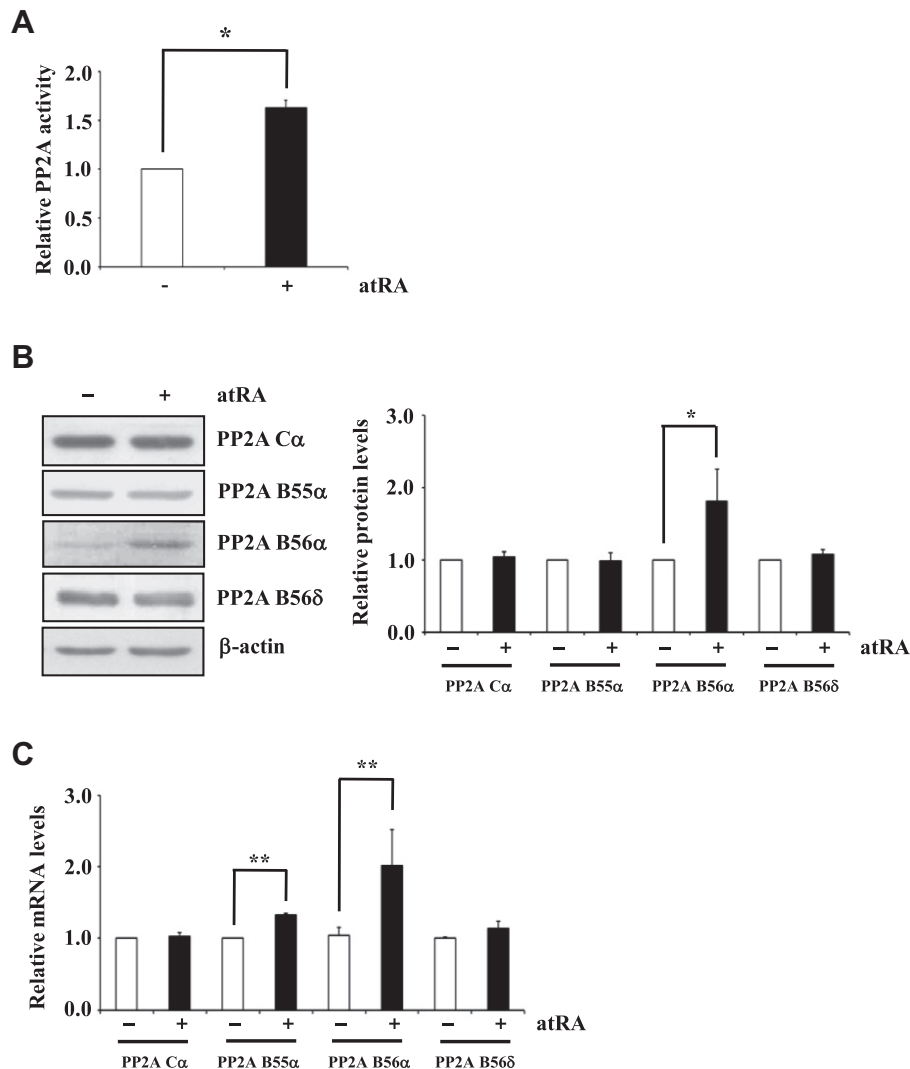 A
*
Relative PP2A activity
2.0
1.5
1.0
0.5
0.0
- + atRA
B
− + atRA
PP2A Cα
PP2A B55α
PP2A B56α
PP2A B56δ
β-actin
Relative protein levels
3.0
2.0
1.0
0.0
*
− + − + − + − + atRA
PP2A Cα PP2A B55α PP2A B56α PP2A B56δ
C
Relative mRNA levels
3.0
2.0
1.0
0.0
**
**
− + − + − + − + atRA
PP2A Cα PP2A B55α PP2A B56α PP2A B56δ